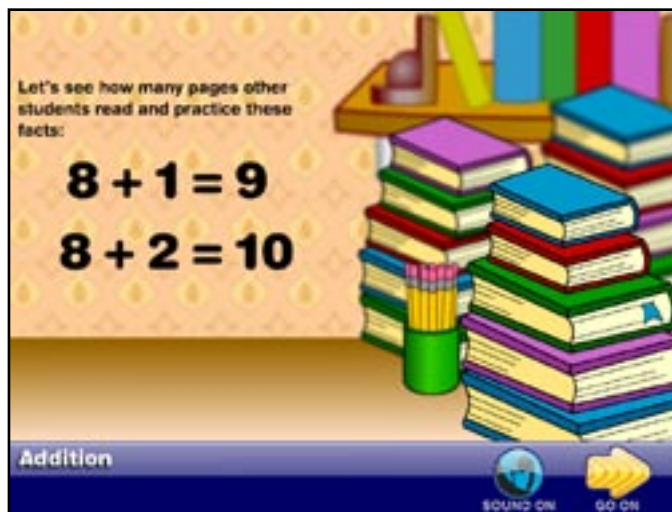 Let's see how many pages other
students read and practice these
facts:
8 + 1 = 9
8 + 2 = 10
Addition
SOUND ON
GO ON